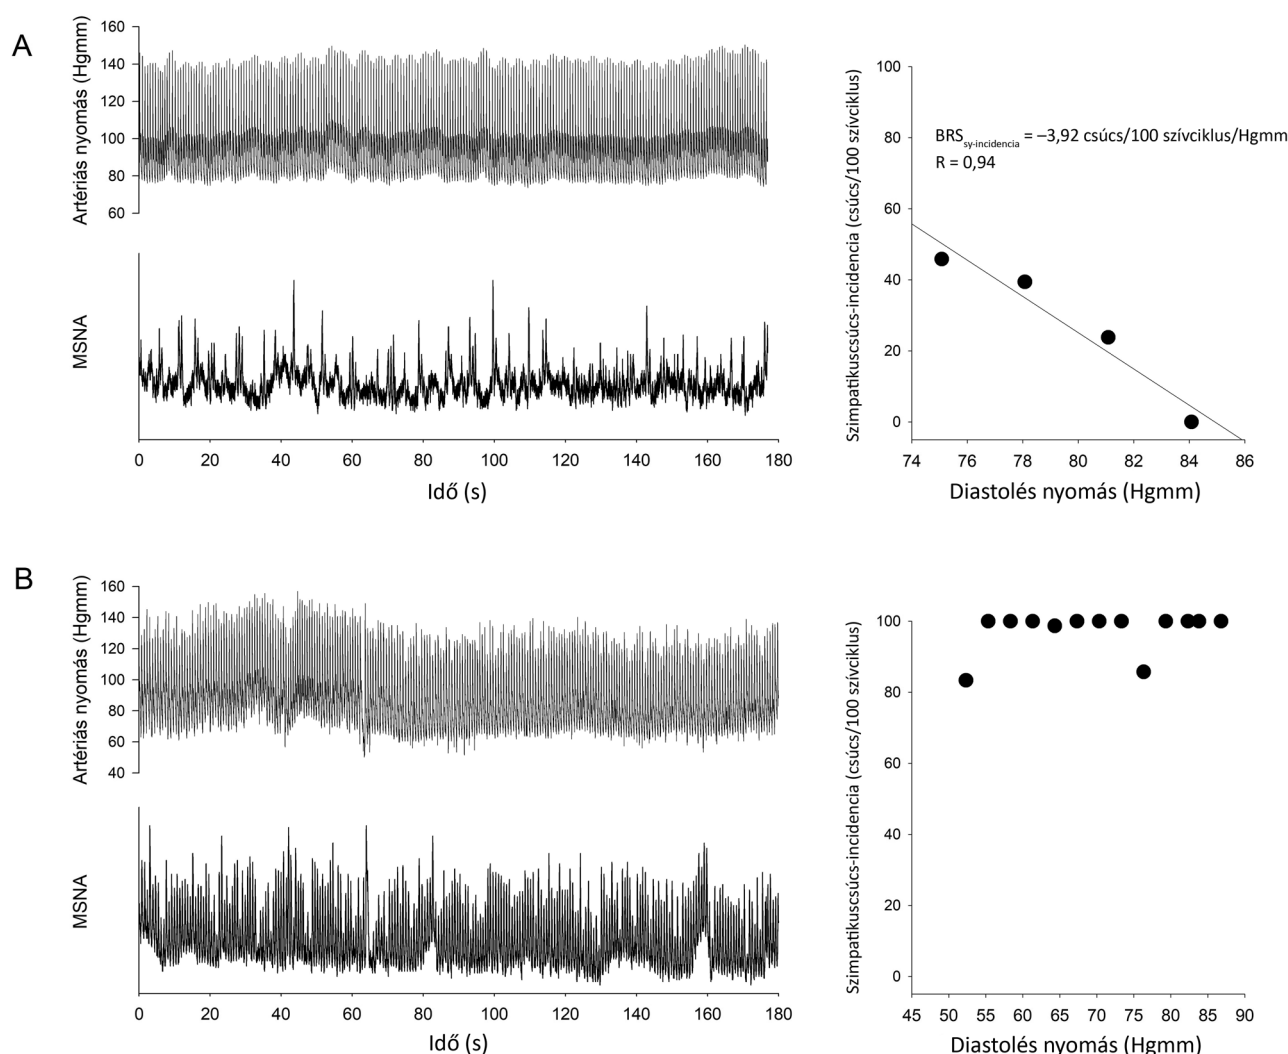 A
Artériás nyomás (Hgmm)
160
140
120
100
80
60
MSNA
0 20 40 60 80 100 120 140 160 180
Idő (s)
Szimpatikuscsúcs-incidencia (csúcs/100 szívciklus)
100
80
60
40
20
0
BRSsy-incidencia = –3,92 csúcs/100 szívciklus/Hgmm
R = 0,94
74 76 78 80 82 84 86
Diastolés nyomás (Hgmm)
B
Artériás nyomás (Hgmm)
160
140
120
100
80
60
40
MSNA
0 20 40 60 80 100 120 140 160 180
Idő (s)
Szimpatikuscsúcs-incidencia (csúcs/100 szívciklus)
100
80
60
40
20
0
45 50 55 60 65 70 75 80 85 90
Diastolés nyomás (Hgmm)